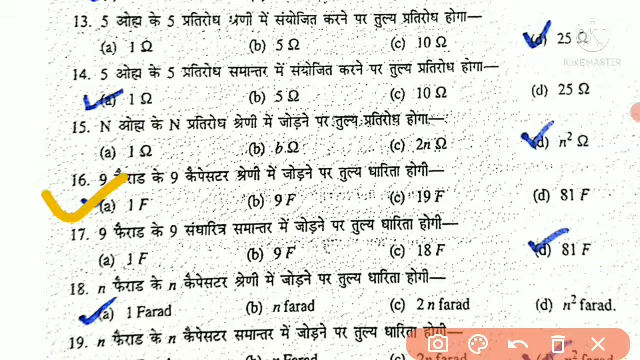 13. 5 ओह्म के 5 प्रतिरोध श्रेणी में संयोजित करने पर तुल्य प्रतिरोध होगा—
(a) 1 Ω (b) 5 Ω (c) 10 Ω (d) 25 Ω
KINEMASTER
14. 5 ओह्म के 5 प्रतिरोध समान्तर में संयोजित करने पर तुल्य प्रतिरोध होगा—
(a) 1 Ω (b) 5 Ω (c) 10 Ω (d) 25 Ω
15. N ओह्म के N प्रतिरोध श्रेणी में जोड़ने पर तुल्य प्रतिरोध होगा—
(a) 1 Ω (b) b Ω (c) 2n Ω (d) n² Ω
16. 9 फैराड के 9 कैपेसटर श्रेणी में जोड़ने पर तुल्य धारिता होगी—
(a) 1 F (b) 9 F (c) 19 F (d) 81 F
17. 9 फैराड के 9 संधारित्र समान्तर में जोड़ने पर तुल्य धारिता होगी—
(a) 1 F (b) 9 F (c) 18 F (d) 81 F
18. n फैराड के n कैपेसटर श्रेणी में जोड़ने पर तुल्य धारिता होगी—
(a) 1 Farad (b) n farad (c) 2 n farad (d) n² farad.
19. n फैराड के n कैपेसटर समान्तर में जोड़ने पर तुल्य धारिता होगी—